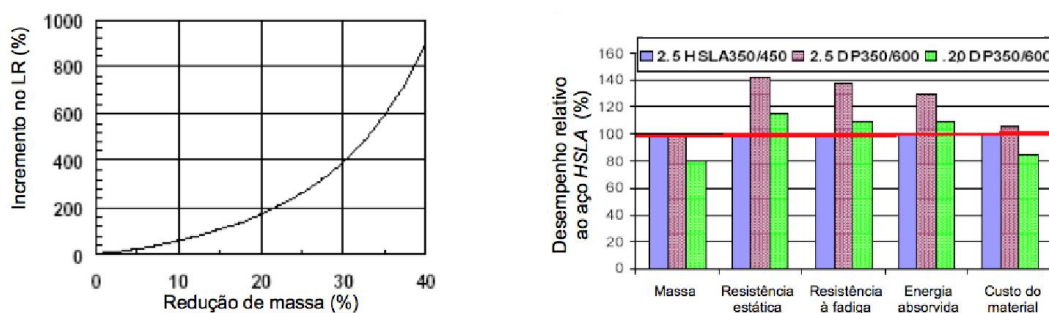 Incremento no LR (%)
1000
800
600
400
200
0
0
10
20
30
40
Redução de massa (%)
Desempenho relativo
ao aço HSLA (%)
160
140
120
100
80
60
40
20
0
2.5 HSLA350/450 2.5 DP350/600 .20 DP350/600
Massa
Resistência
estática
Resistência
à fadiga
Energia
absorvida
Custo do
material